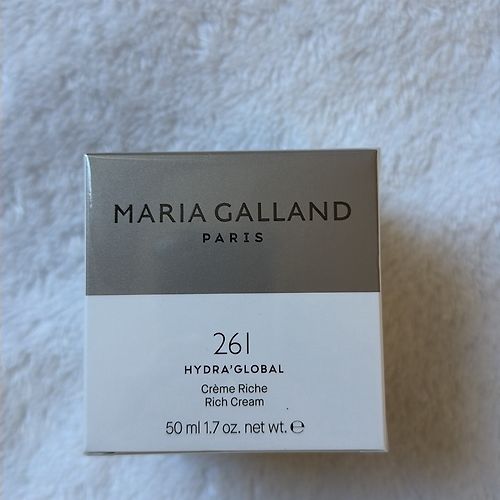 MARIA GALLAND
PARIS
261
HYDRA'GLOBAL
Crème Riche
Rich Cream
50 ml 1.7 oz. net wt. ℮